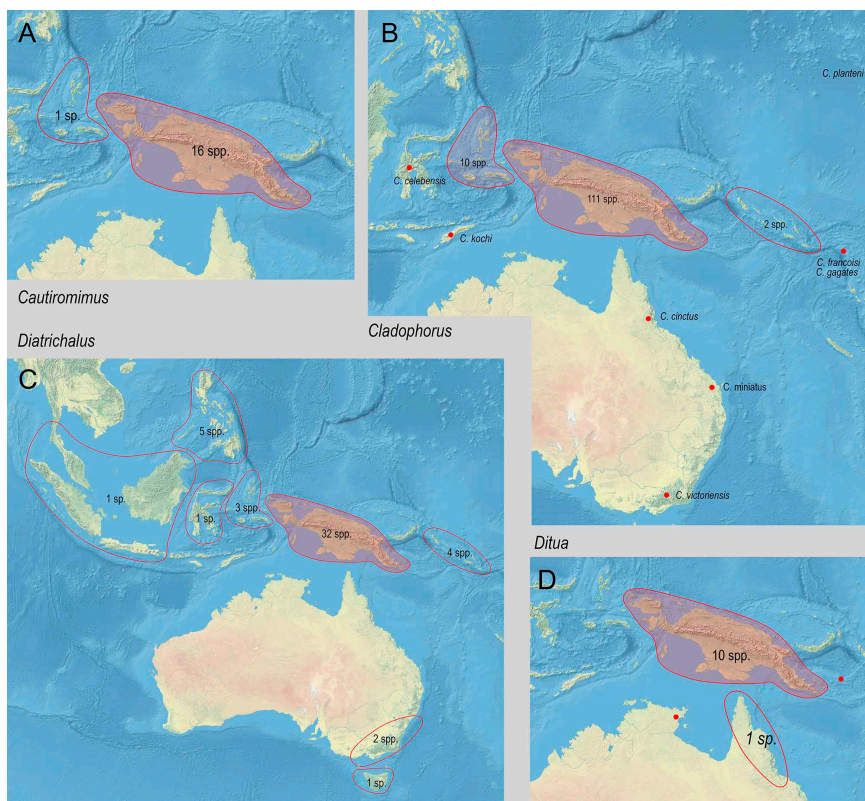 A
1 sp.
16 spp.
Cautiromimus
B
C. planteni
10 spp.
C. celebensis
111 spp.
2 spp.
C. kochi
C. francoisi
C. gagates
C. cinctus
C. miniatus
C. victoriensis
Cladophorus
Diatrichalus
C
5 spp.
1 sp.
1 sp.
3 spp.
32 spp.
4 spp.
2 spp.
1 sp.
Ditua
D
10 spp.
1 sp.